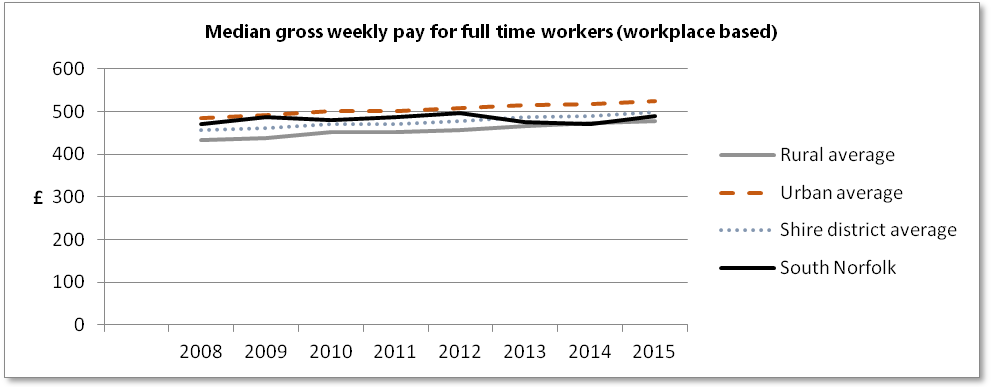 Median gross weekly pay for full time workers (workplace based)
600
500
400
300
200
100
0
£
2008 2009 2010 2011 2012 2013 2014 2015
Rural average
Urban average
Shire district average
South Norfolk